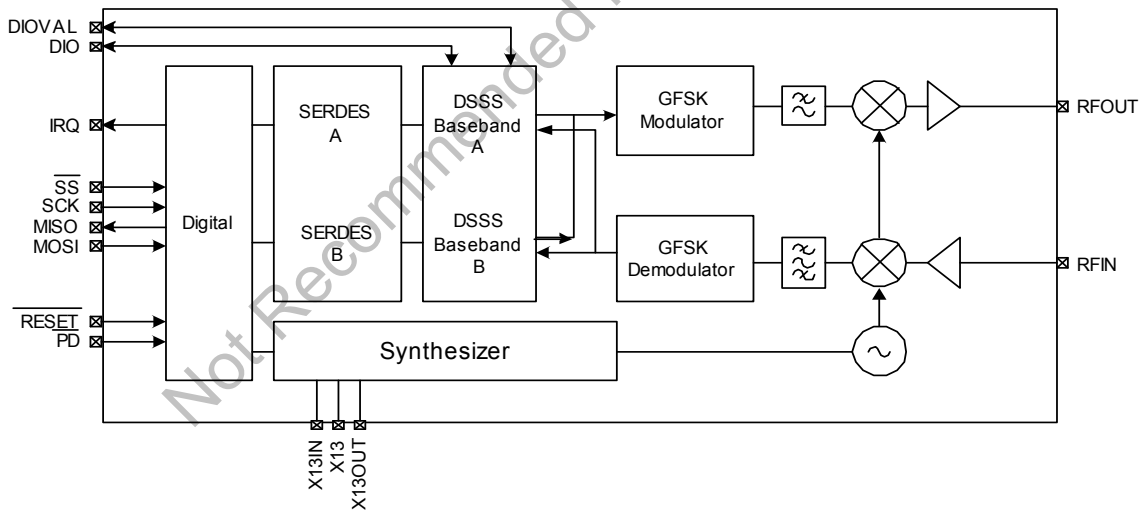 DIOVAL
DIO
IRQ
SS
SCK
MISO
MOSI
RESET
PD
Digital
SERDES
A
SERDES
B
DSSS
Baseband
A
DSSS
Baseband
B
GFSK
Modulator
GFSK
Demodulator
Synthesizer
RFOUT
RFIN
X13IN
X13
X13OUT
Not Recommended